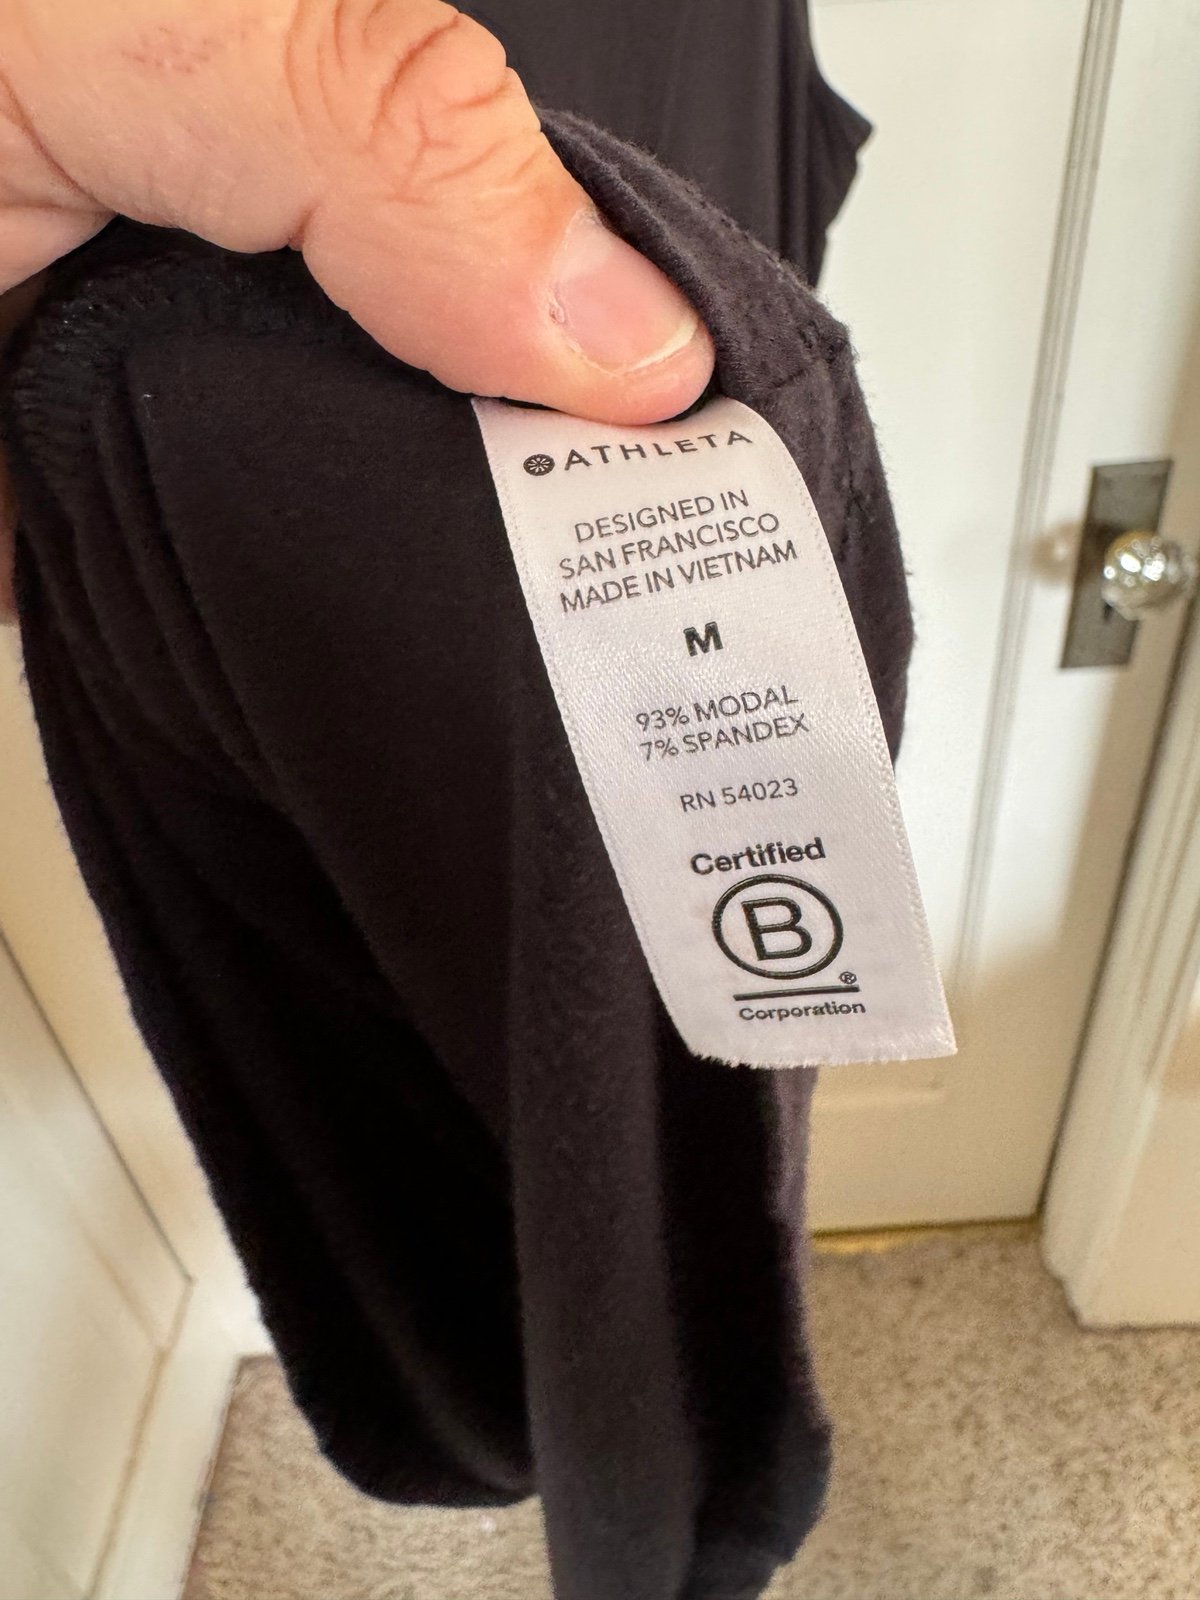 ATHLETA
DESIGNED IN
SAN FRANCISCO
MADE IN VIETNAM
M
93% MODAL
7% SPANDEX
RN 54023
Certified
B
®
Corporation